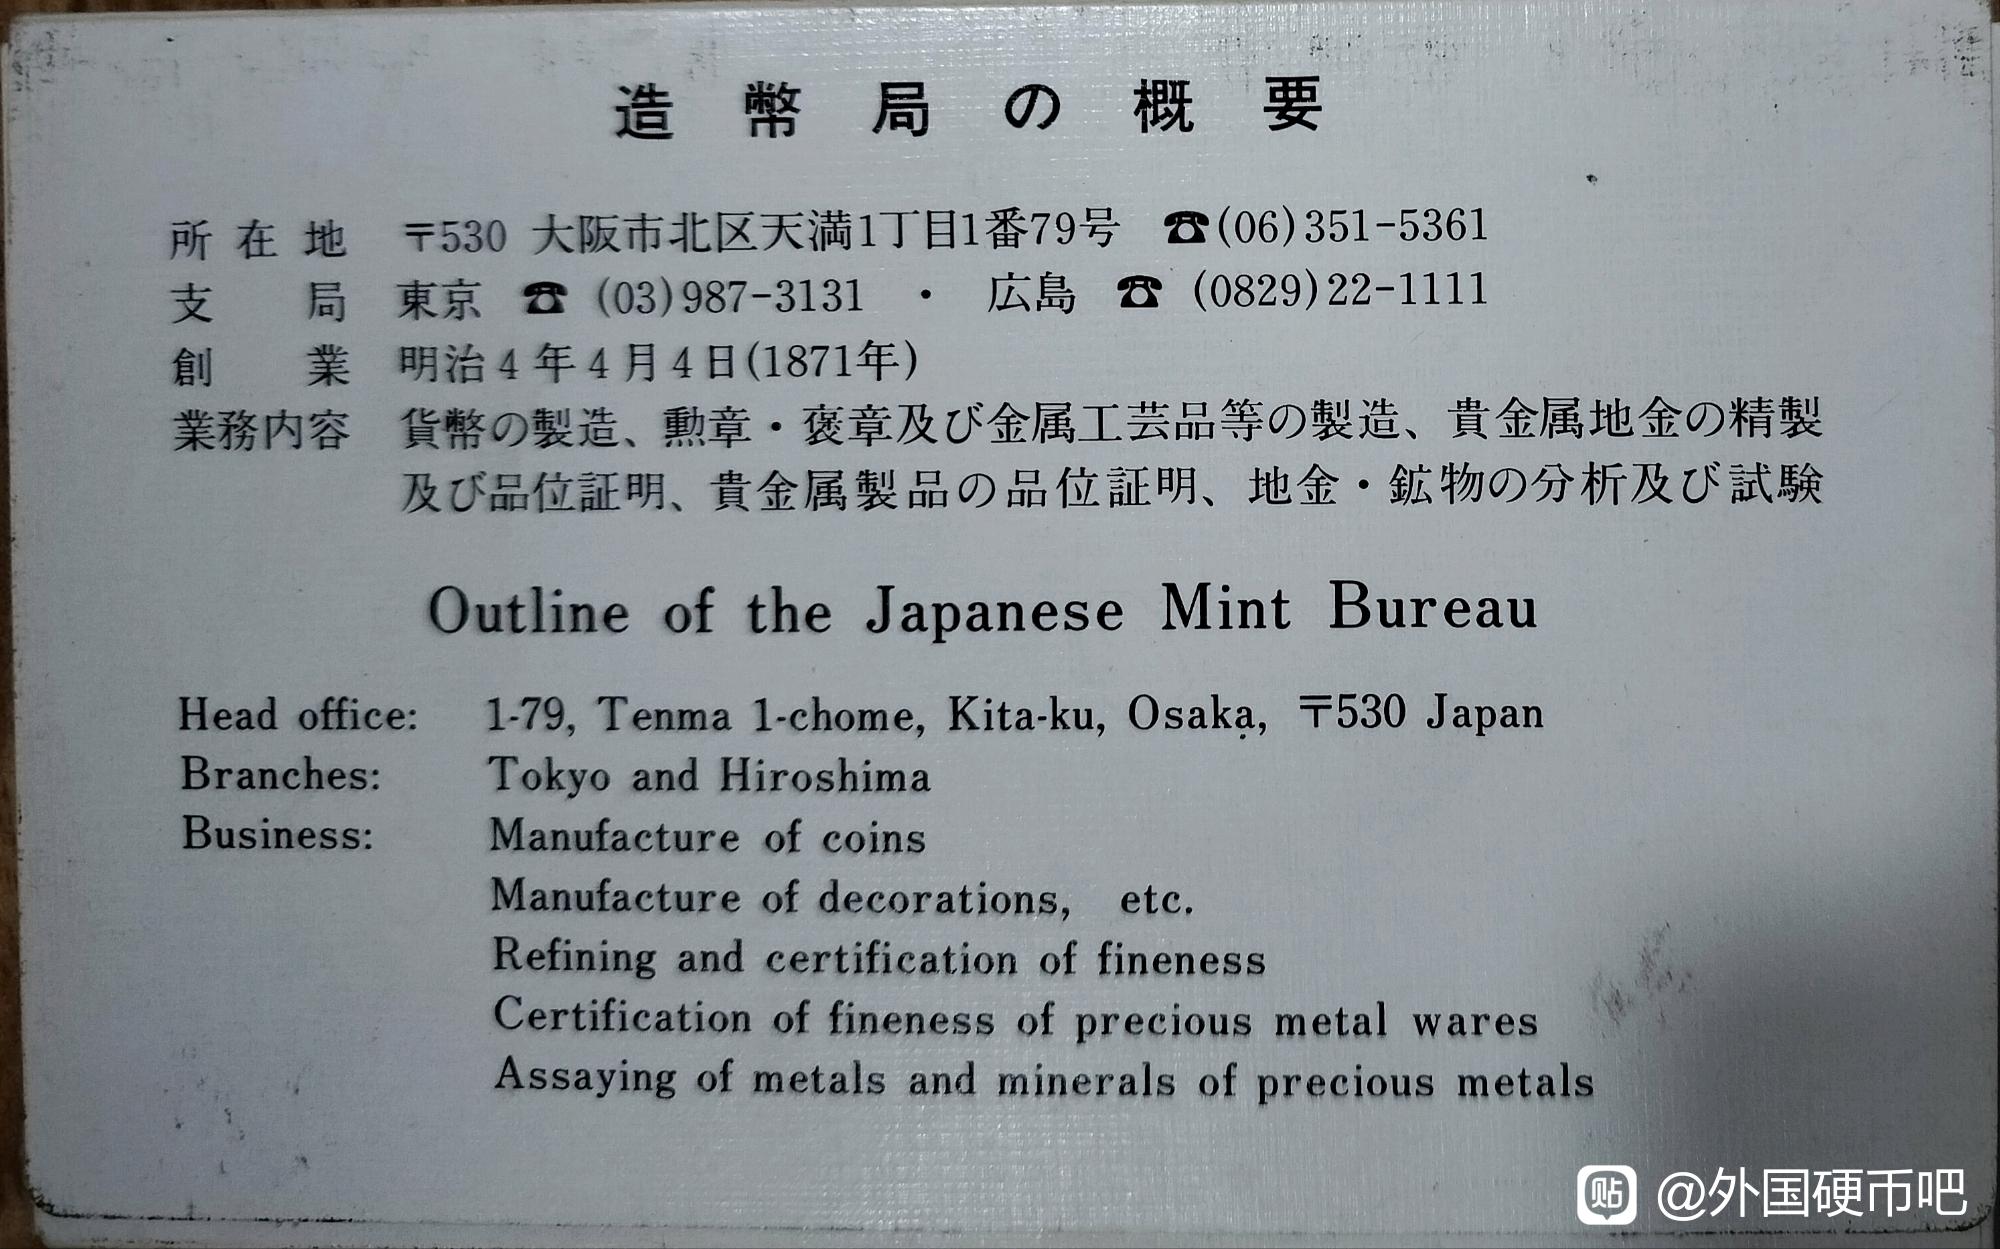 造幣局の概要
所在地 〒530 大阪市北区天満1丁目1番79号 ☎(06)351-5361
支局 東京 ☎ (03)987-3131 ・ 広島 ☎ (0829)22-1111
創業 明治4年4月4日(1871年)
業務内容 貨幣の製造、勲章・褒章及び金属工芸品等の製造、貴金属地金の精製
及び品位証明、貴金属製品の品位証明、地金・鉱物の分析及び試験
Outline of the Japanese Mint Bureau
Head office: 1-79, Tenma 1-chome, Kita-ku, Osaka, 〒530 Japan
Branches: Tokyo and Hiroshima
Business: Manufacture of coins
Manufacture of decorations, etc.
Refining and certification of fineness
Certification of fineness of precious metal wares
Assaying of metals and minerals of precious metals
贴 @外国硬币吧